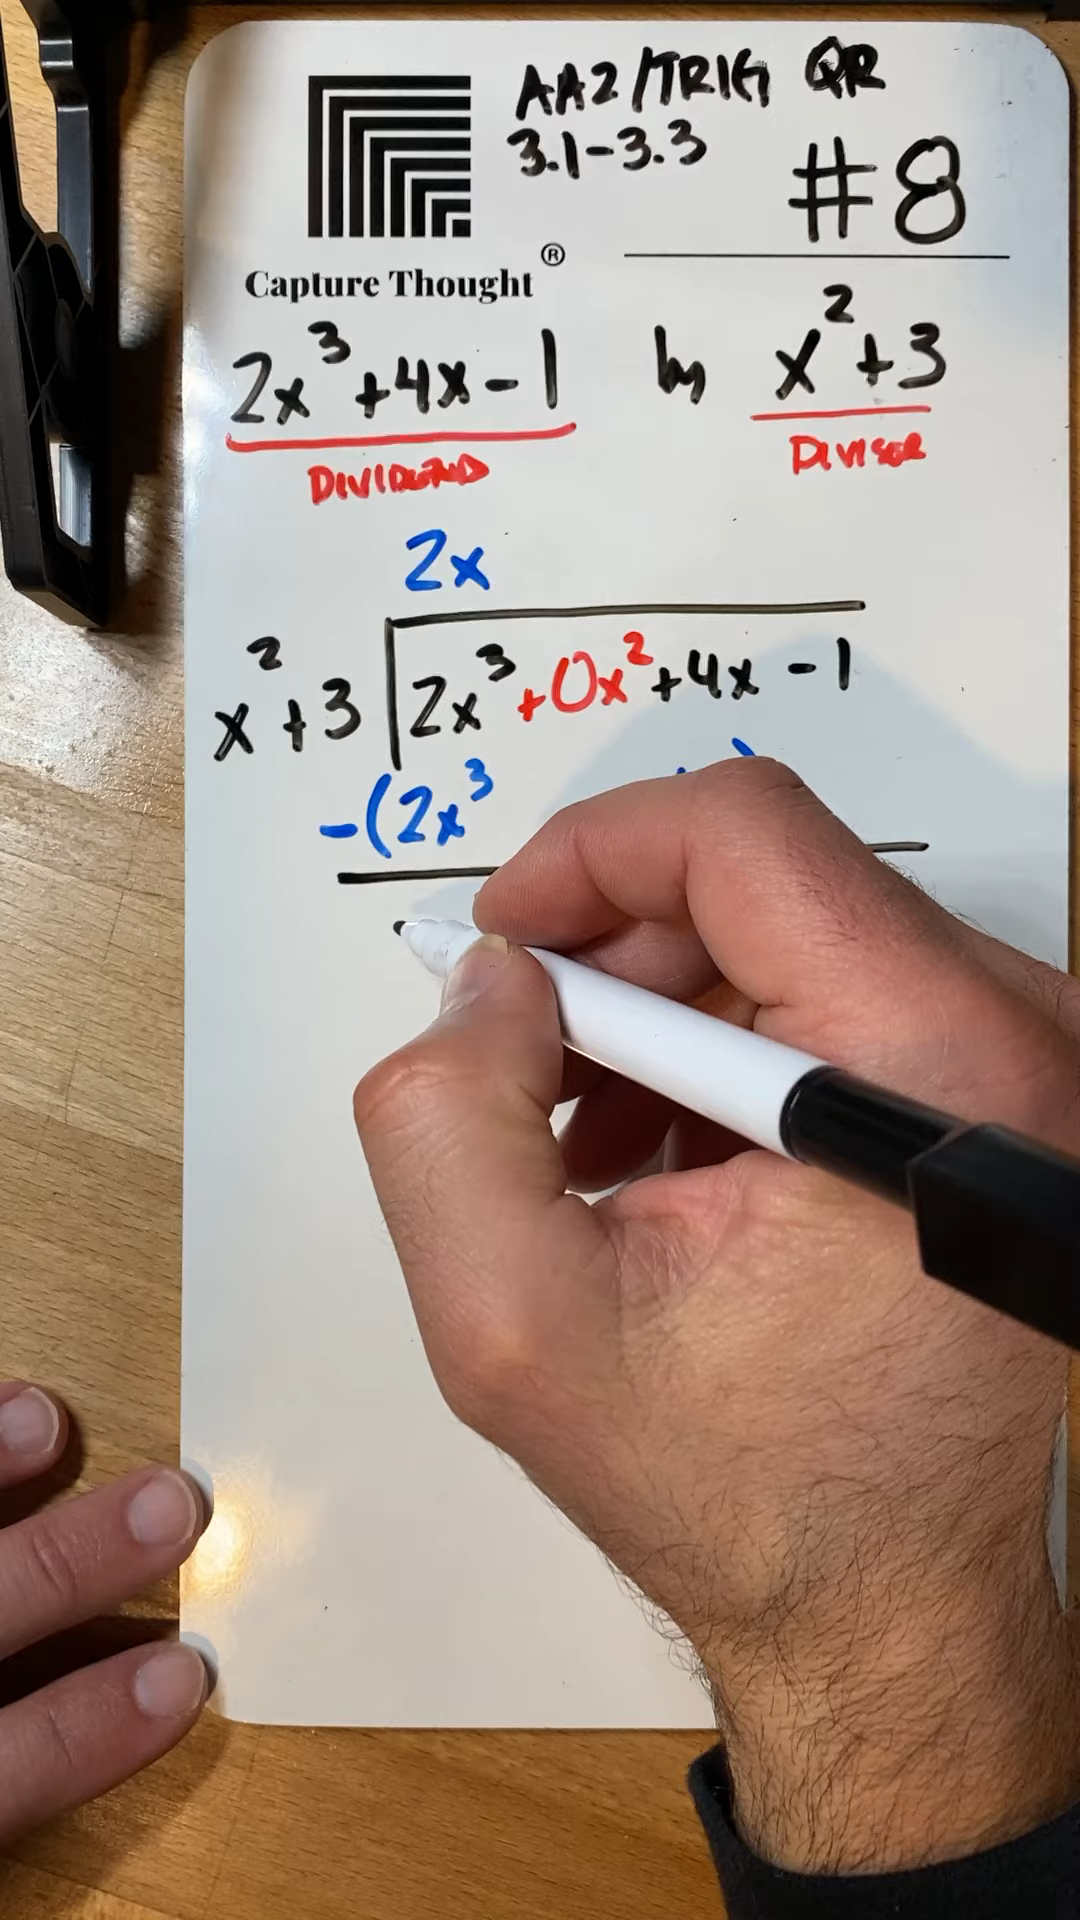 AA2/TRIG QR
3.1-3.3
#8
Capture Thought®
2x³+4x-1 by x²+3
DIVIDEND DIVISOR
2x
x²+3 2x³+0x²+4x-1
-(2x³